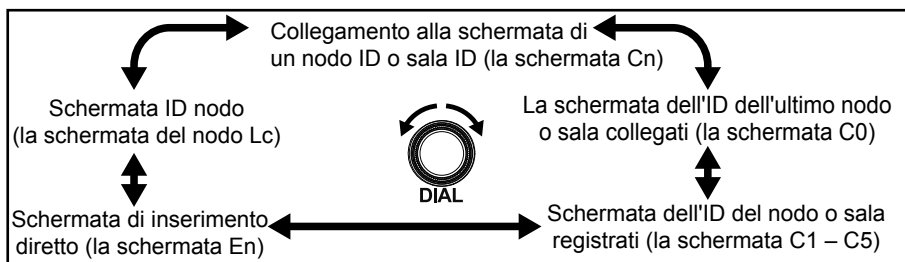 Collegamento alla schermata di
un nodo ID o sala ID (la schermata Cn)
Schermata ID nodo
(la schermata del nodo Lc)
La schermata dell'ID dell'ultimo nodo
o sala collegati (la schermata C0)
DIAL
Schermata di inserimento
diretto (la schermata En)
Schermata dell'ID del nodo o sala
registrati (la schermata C1 – C5)